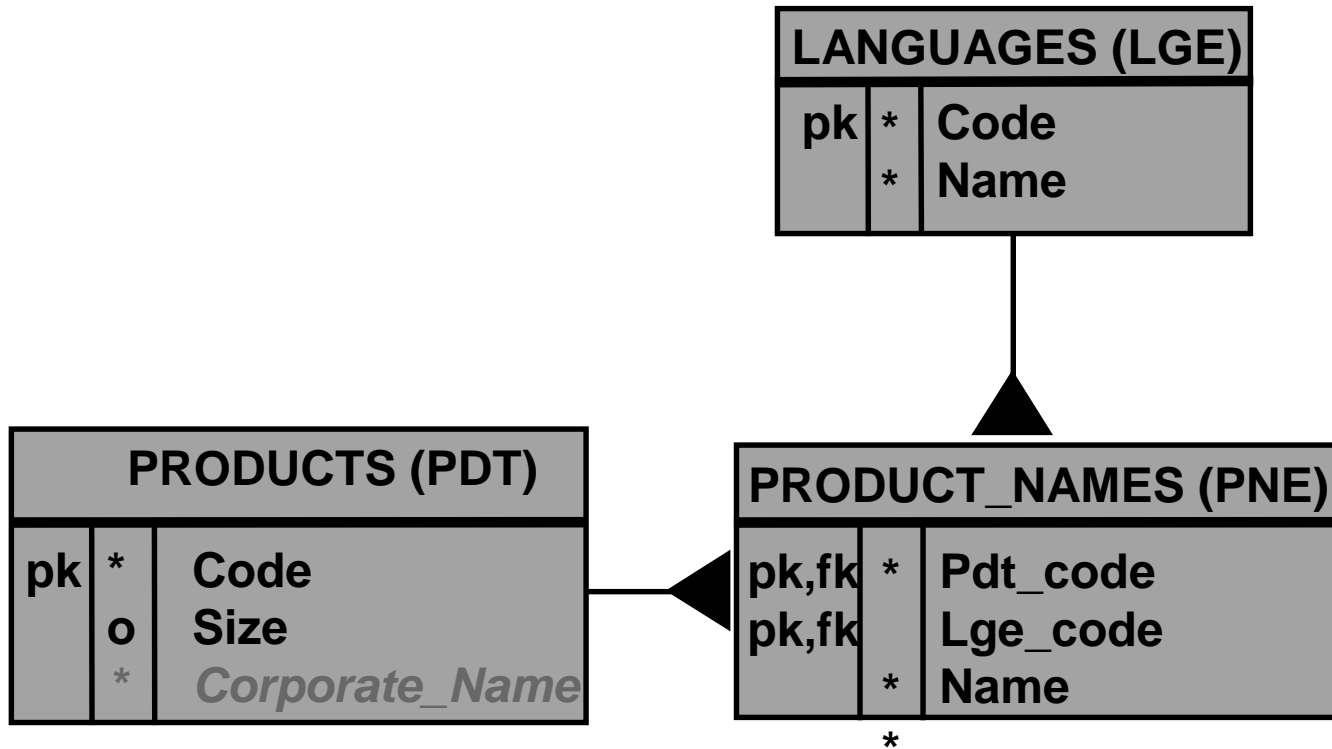 LANGUAGES (LGE)
pk * Code
* Name
PRODUCTS (PDT)
pk * Code
o Size
* Corporate_Name
PRODUCT_NAMES (PNE)
pk,fk * Pdt_code
pk,fk Lge_code
* Name
*